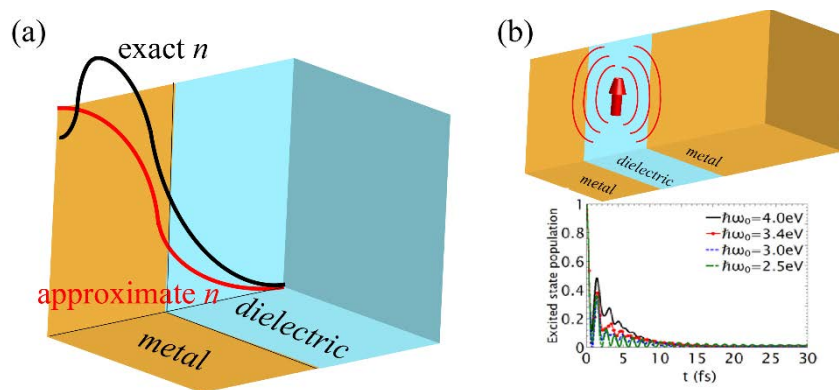 (a)
exact n
approximate n
metal
dielectric
(b)
metal
dielectric
metal
Excited state population
1
0.8
0.6
0.4
0.2
0
ħω₀=4.0eV
ħω₀=3.4eV
ħω₀=3.0eV
ħω₀=2.5eV
0 5 10 15 20 25 30
t (fs)